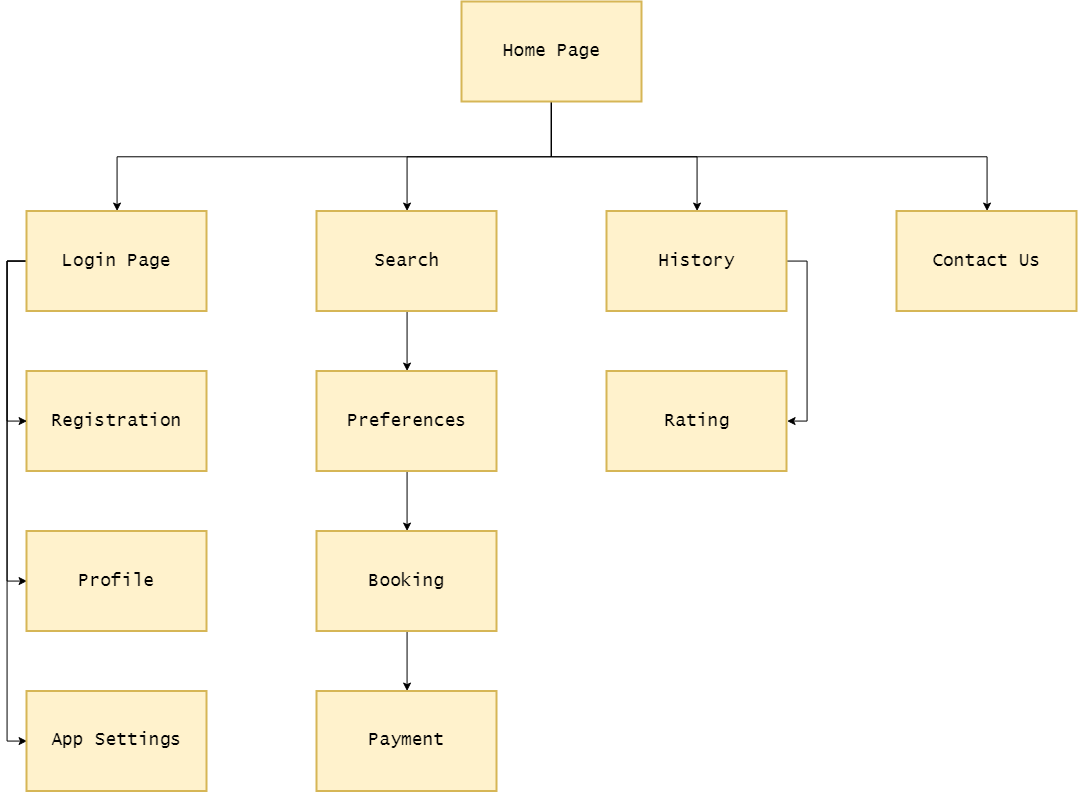 Home Page
Login Page
Search
History
Contact Us
Registration
Preferences
Rating
Profile
Booking
App Settings
Payment